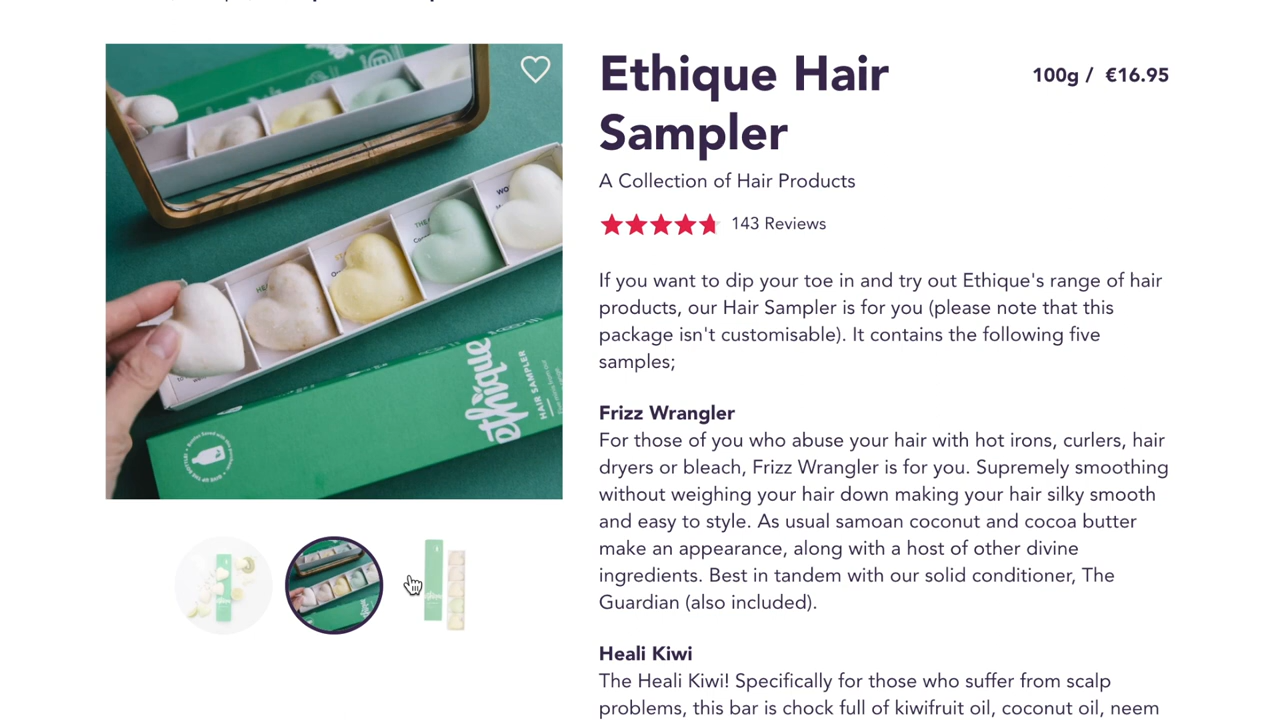 Ethique Hair
Sampler
100g / €16.95
A Collection of Hair Products
143 Reviews
If you want to dip your toe in and try out Ethique's range of hair
products, our Hair Sampler is for you (please note that this
package isn't customisable). It contains the following five
samples;
Frizz Wrangler
For those of you who abuse your hair with hot irons, curlers, hair
dryers or bleach, Frizz Wrangler is for you. Supremely smoothing
without weighing your hair down making your hair silky smooth
and easy to style. As usual samoan coconut and cocoa butter
make an appearance, along with a host of other divine
ingredients. Best in tandem with our solid conditioner, The
Guardian (also included).
Heali Kiwi
The Heali Kiwi! Specifically for those who suffer from scalp
problems, this bar is chock full of kiwifruit oil, coconut oil, neem
ethique
HAIR SAMPLER